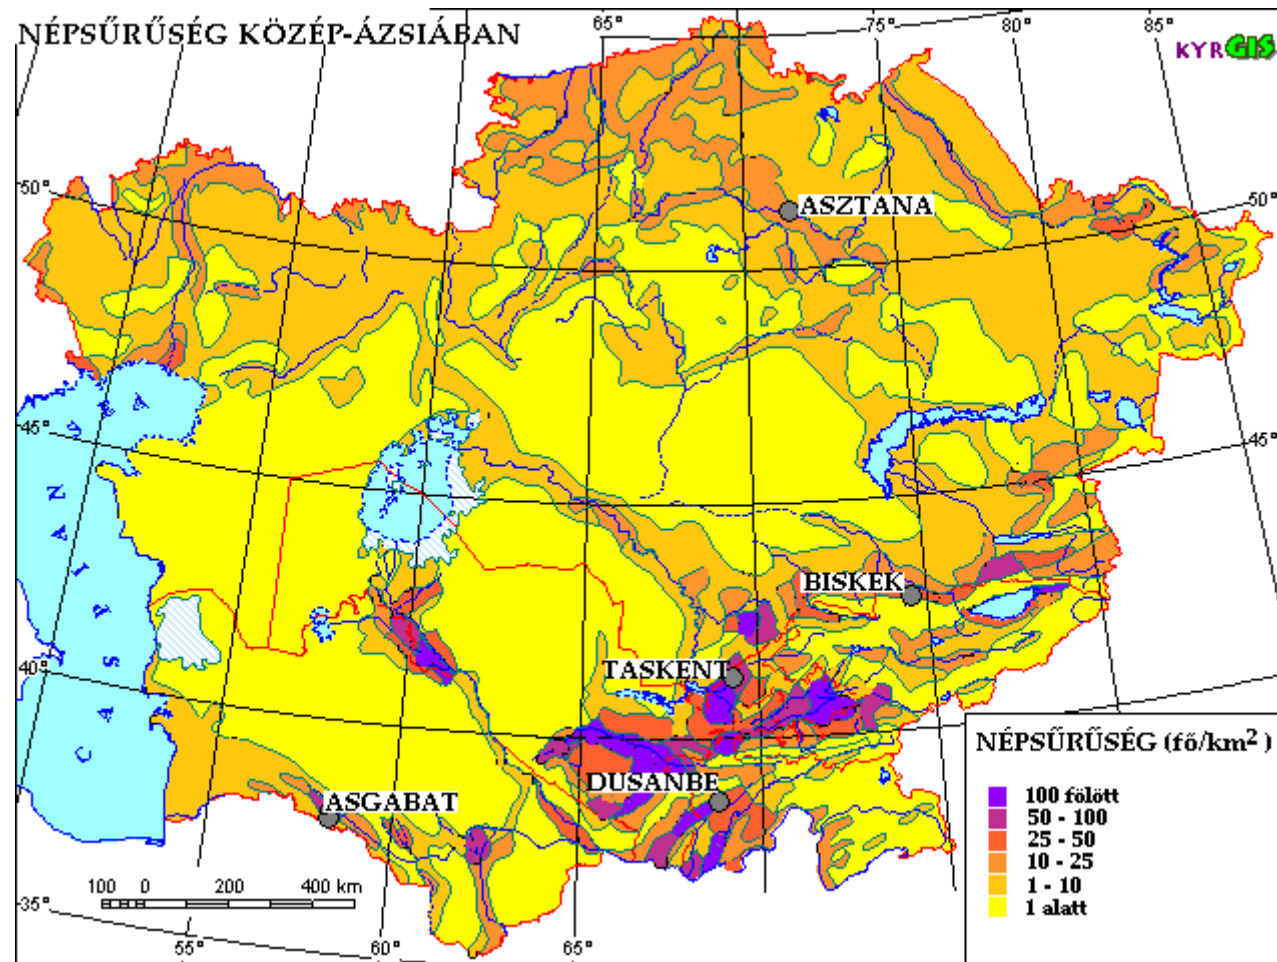 NÉPSŰRŰSÉG KÖZÉP-ÁZSIÁBAN
65°
75°
80°
85°
KYRGIS
50°
50°
ASZTANA
45°
45°
CASPIAN SEA
BISKEK
40°
TASKENT
DUSANBE
ASGABAT
NÉPSŰRŰSÉG (fő/km²)
100 fölött
50 - 100
25 - 50
10 - 25
1 - 10
1 alatt
100 0 200 400 km
35°
55°
60°
65°